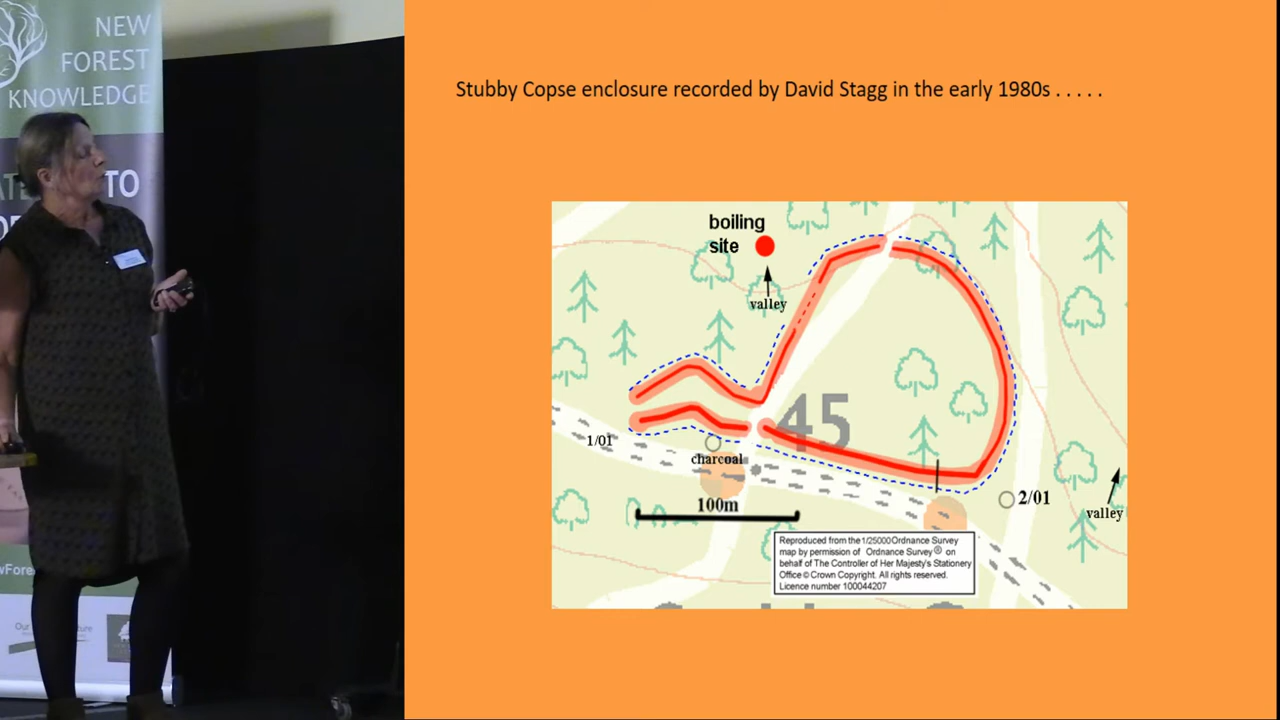 NEW
FOREST
KNOWLEDGE
TO
Stubby Copse enclosure recorded by David Stagg in the early 1980s . . . . .
boiling
site
valley
45
1/01
charcoal
100m
2/01
valley
Reproduced from the 1/25000 Ordnance Survey
map by permission of Ordnance Survey® on
behalf of The Controller of Her Majesty's Stationery
Office © Crown Copyright. All rights reserved.
Licence number 100044207